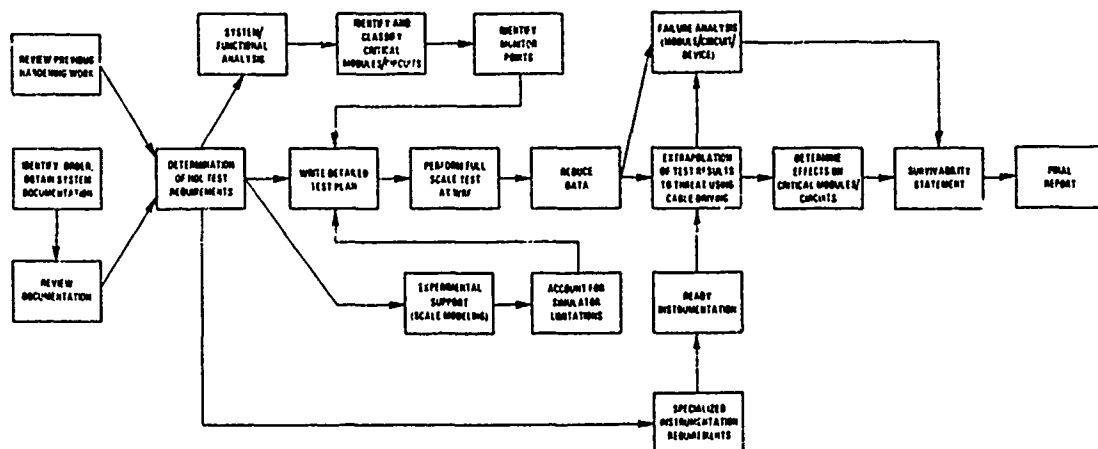 REVIEW PREVIOUS
HARDENING WORK
IDENTIFY ORDER,
OBTAIN SYSTEM
DOCUMENTATION
REVIEW
DOCUMENTATION
DETERMINATION
OF HDL TEST
REQUIREMENTS
SYSTEM/
FUNCTIONAL
ANALYSIS
IDENTIFY AND
CLASSIFY
CRITICAL
MODULES/CIRCUITS
IDENTIFY
MONITOR
POINTS
WRITE DETAILED
TEST PLAN
PERFORM FULL
SCALE TEST
AT
REDUCE
DATA
EXPERIMENTAL
SUPPORT
(SCALE MODELING)
ACCOUNT FOR
SIMULATOR
LIMITATIONS
FAILURE ANALYSIS
(MODULE/CIRCUIT/
DEVICE)
EXTRAPOLATION
OF TEST RESULTS
TO THREAT USING
CABLE DRIVING
DETERMINE
EFFECTS ON
CRITICAL MODULES/
CIRCUITS
SURVIVABILITY
STATEMENT
FINAL
REPORT
READY
INSTRUMENTATION
SPECIALIZED
INSTRUMENTATION
REQUIREMENTS